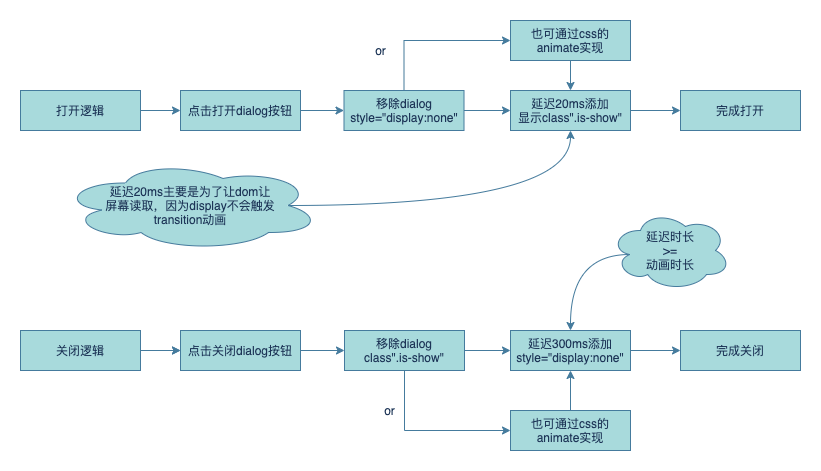 也可通过css的
animate实现
or
打开逻辑
点击打开dialog按钮
移除dialog
style="display:none"
延迟20ms添加
显示class".is-show"
完成打开
延迟20ms主要是为了让dom让
屏幕读取，因为display不会触发
transition动画
延迟时长
>=
动画时长
关闭逻辑
点击关闭dialog按钮
移除dialog
class".is-show"
延迟300ms添加
style="display:none"
完成关闭
or
也可通过css的
animate实现